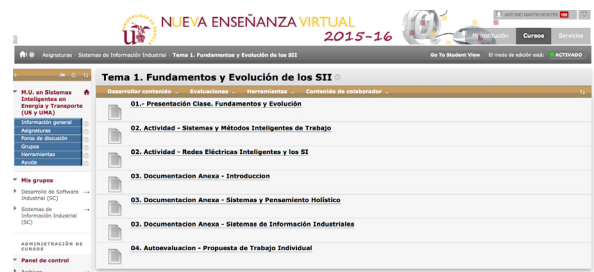 ANTONIO MARTIN MONTES
NUEVA ENSEÑANZA VIRTUAL
2015-16
Mi Institución Cursos Servicios
Asignaturas Sistemas de Información Industrial Tema 1. Fundamentos y Evolución de los SII
Go To Student View El modo de edición está: ACTIVADO
Tema 1. Fundamentos y Evolución de los SII
Desarrollar contenido Evaluaciones Herramientas Contenido de colaborador
M.U. en Sistemas
Inteligentes en
Energía y Transporte
(US y UMA)
Información general
Asignaturas
Foros de discusión
Grupos
Herramientas
Ayuda
Mis grupos
Desarrollo de Software
Industrial (SC)
Sistemas de
Información Industrial
(SC)
ADMINISTRACIÓN DE
CURSOS
Panel de control
01.- Presentación Clase. Fundamentos y Evolución
02. Actividad - Sistemas y Métodos Inteligentes de Trabajo
02. Actividad - Redes Eléctricas Inteligentes y los SI
03. Documentacion Anexa - Introduccion
03. Documentacion Anexa - Sistemas y Pensamiento Holístico
03. Documentacion Anexa - Sistemas de Información Industriales
04. Autoevaluacion - Propuesta de Trabajo Individual